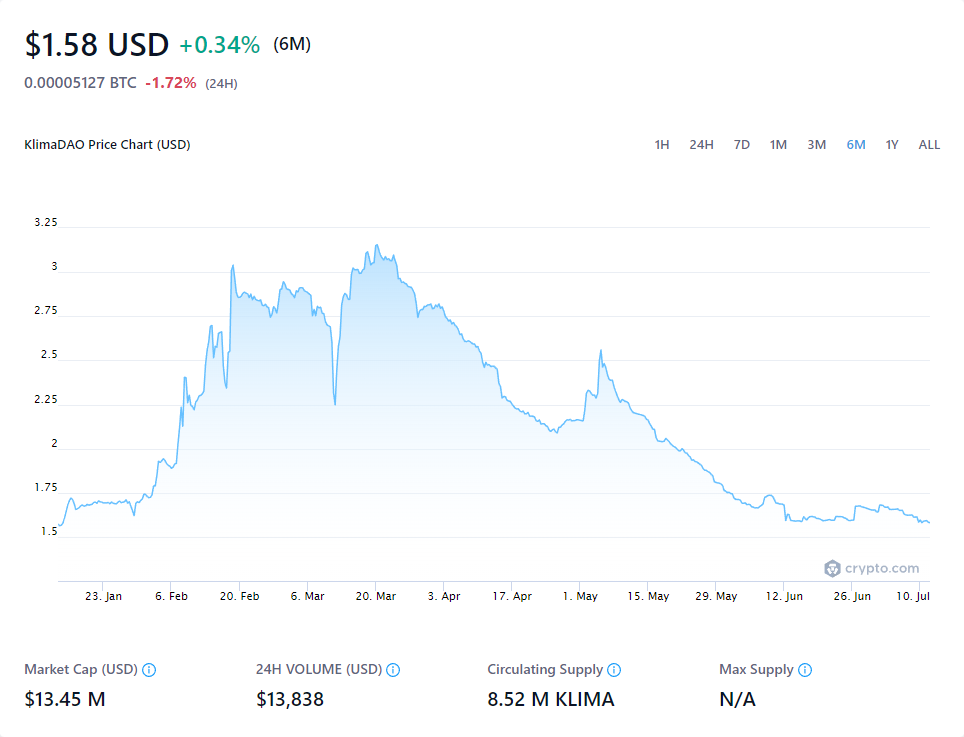 $1.58 USD +0.34% (6M)
0.00005127 BTC -1.72% (24H)
KlimaDAO Price Chart (USD) 1H 24H 7D 1M 3M 6M 1Y ALL
3.25
3
2.75
2.5
2.25
2
1.75
1.5
crypto.com
23. Jan 6. Feb 20. Feb 6. Mar 20. Mar 3. Apr 17. Apr 1. May 15. May 29. May 12. Jun 26. Jun 10. Jul
Market Cap (USD) 24H VOLUME (USD) Circulating Supply Max Supply
$13.45 M $13,838 8.52 M KLIMA N/A